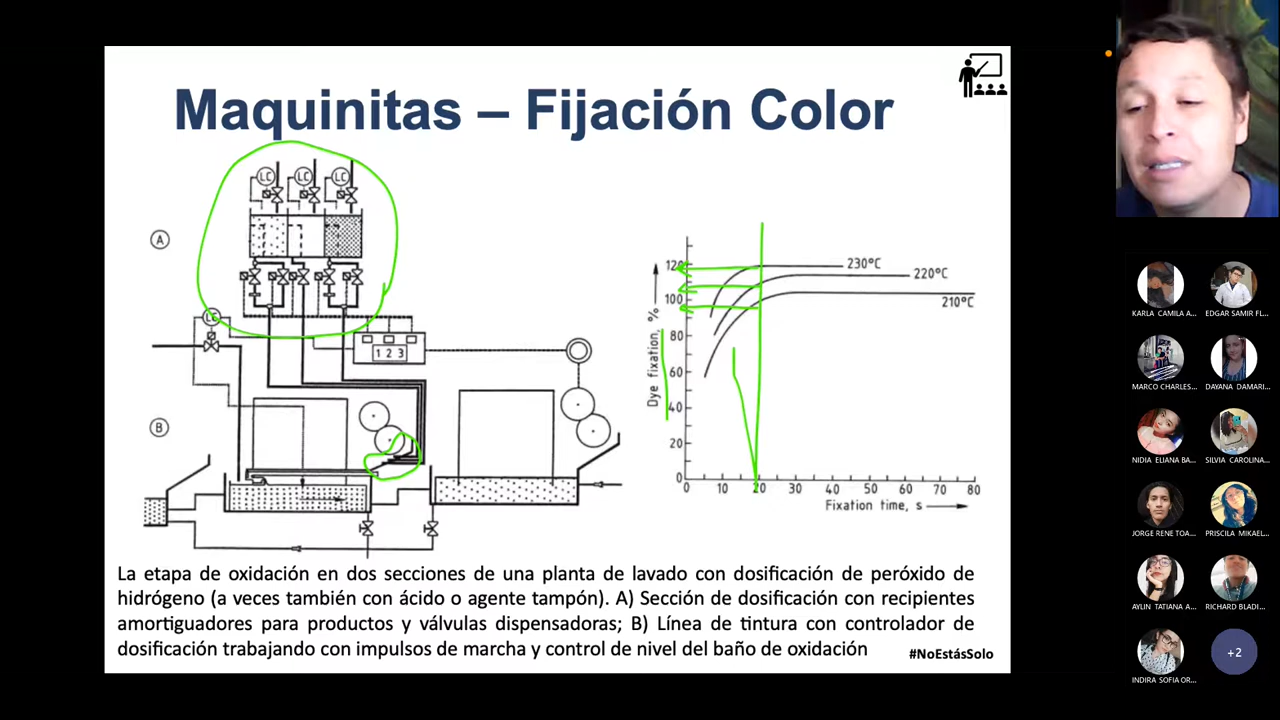 Maquinitas – Fijación Color
LC
LC
LC
A
LC
1 2 3
B
Dye fixation, %
120
100
80
60
40
20
0
230°C
220°C
210°C
0 10 20 30 40 50 60 70 80
Fixation time, s
La etapa de oxidación en dos secciones de una planta de lavado con dosificación de peróxido de
hidrógeno (a veces también con ácido o agente tampón). A) Sección de dosificación con recipientes
amortiguadores para productos y válvulas dispensadoras; B) Línea de tintura con controlador de
dosificación trabajando con impulsos de marcha y control de nivel del baño de oxidación
#NoEstásSolo
KARLA CAMILA A...
EDGAR SAMIR FL...
MARCO CHARLES...
DAYANA DAMARI...
NIDIA ELIANA BA...
SILVIA CAROLINA...
JORGE RENE TOA...
PRISCILA MIKAEL...
AYLIN TATIANA A...
RICHARD BLADI...
INDIRA SOFIA OR...
+2